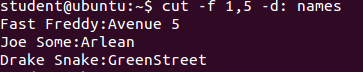 student@ubuntu:~$ cut -f 1,5 -d: names
Fast Freddy:Avenue 5
Joe Some:Arlean
Drake Snake:GreenStreet